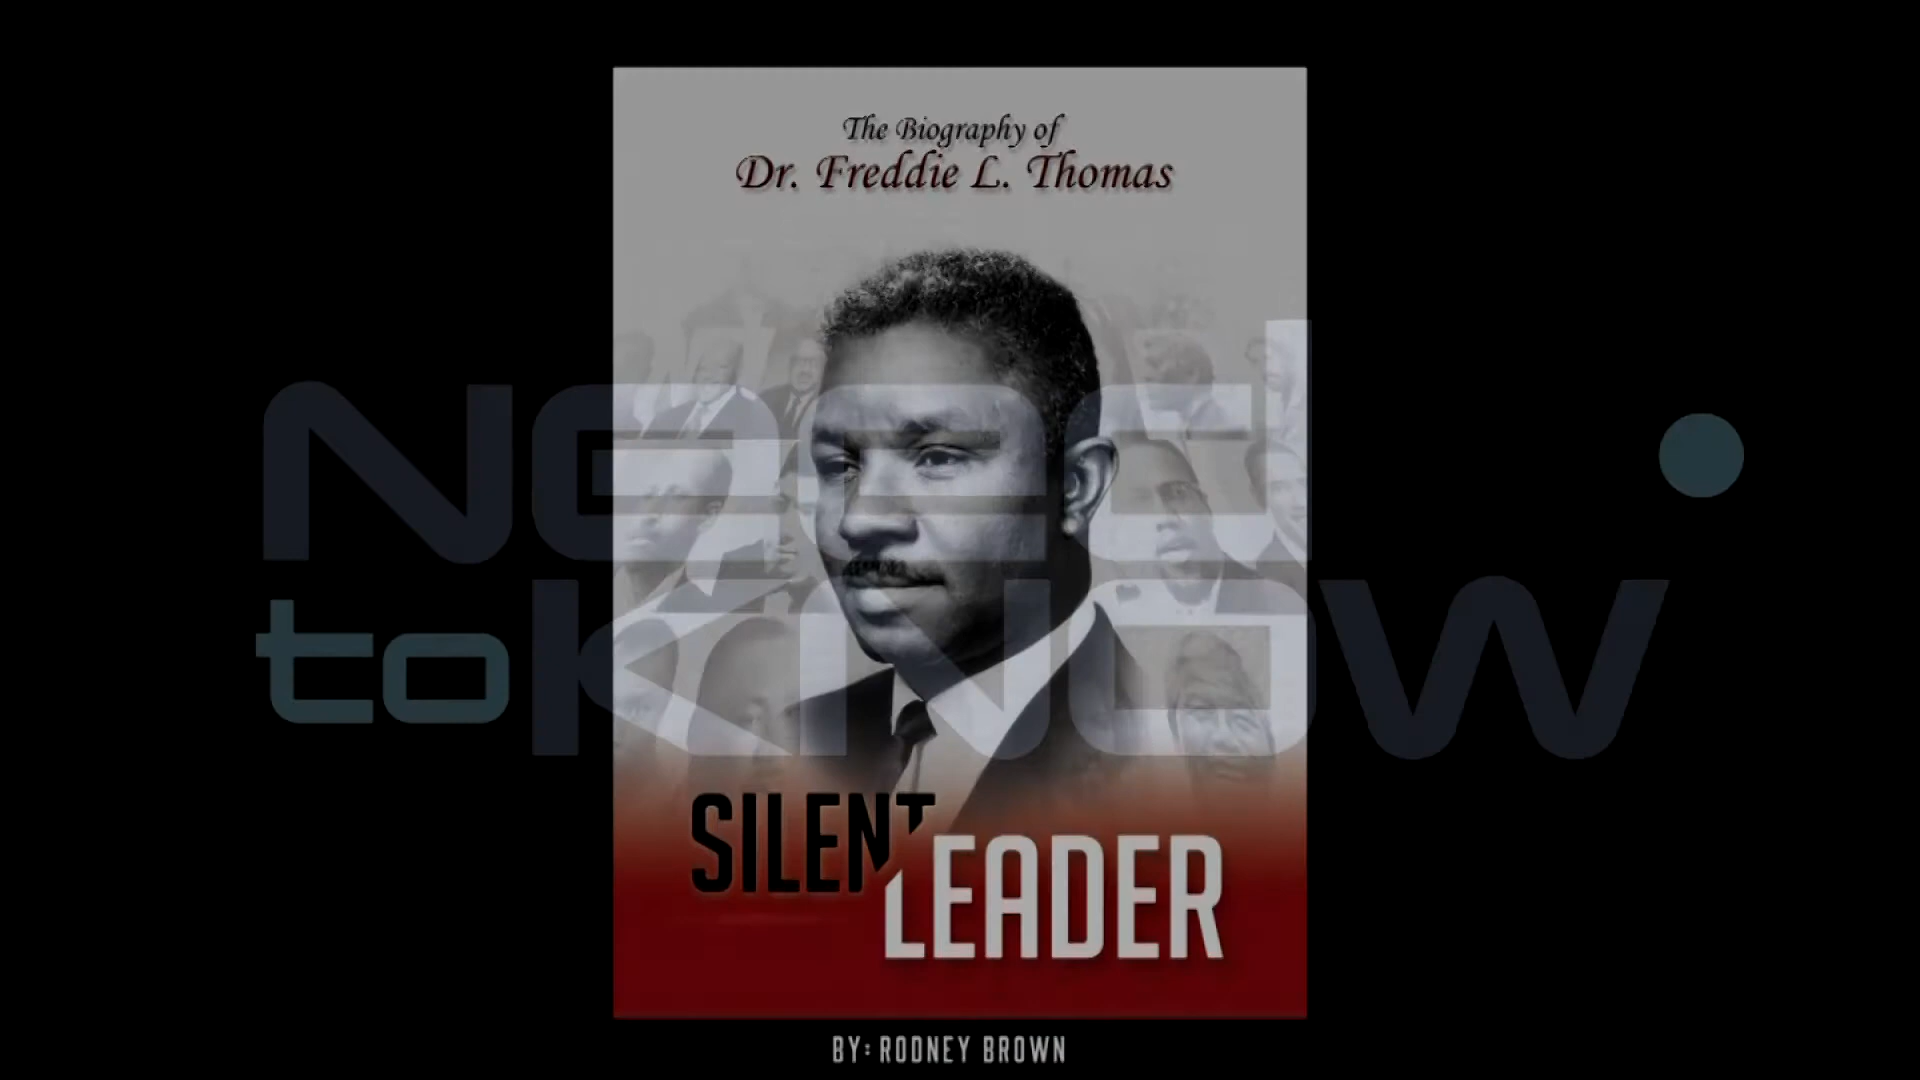 The Biography of
Dr. Freddie L. Thomas
Need
to KNOW
SILENT
LEADER
BY: RODNEY BROWN